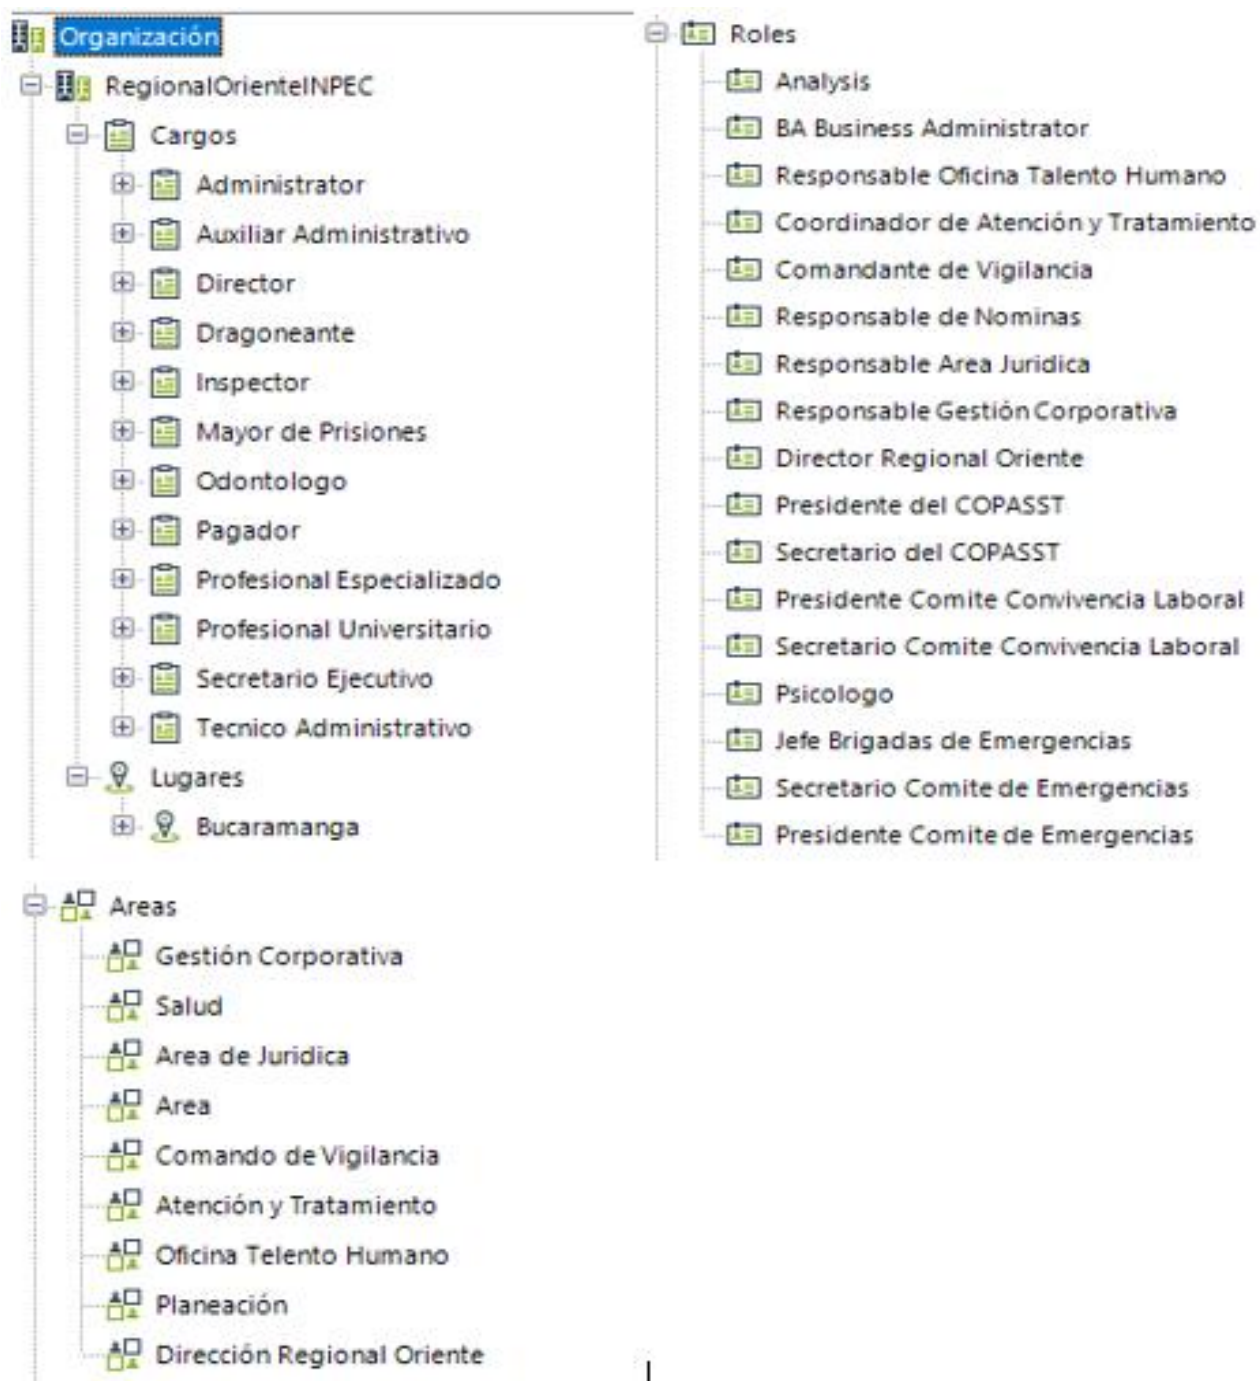 Organización
RegionalOrienteINPEC
Cargos
Administrator
Auxiliar Administrativo
Director
Dragoneante
Inspector
Mayor de Prisiones
Odontologo
Pagador
Profesional Especializado
Profesional Universitario
Secretario Ejecutivo
Tecnico Administrativo
Lugares
Bucaramanga
Roles
Analysis
BA Business Administrator
Responsable Oficina Talento Humano
Coordinador de Atención y Tratamiento
Comandante de Vigilancia
Responsable de Nominas
Responsable Area Juridica
Responsable Gestión Corporativa
Director Regional Oriente
Presidente del COPASST
Secretario del COPASST
Presidente Comite Convivencia Laboral
Secretario Comite Convivencia Laboral
Psicologo
Jefe Brigadas de Emergencias
Secretario Comite de Emergencias
Presidente Comite de Emergencias
Areas
Gestión Corporativa
Salud
Area de Juridica
Area
Comando de Vigilancia
Atención y Tratamiento
Oficina Telento Humano
Planeación
Dirección Regional Oriente